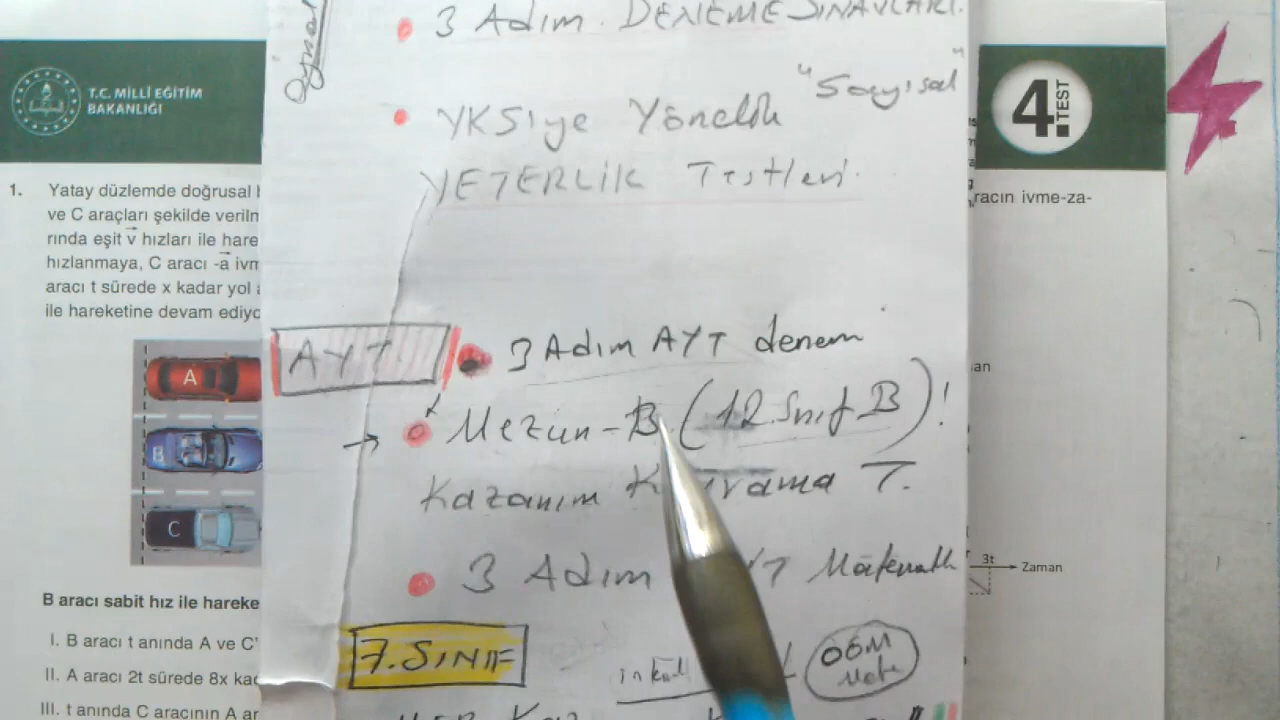 3 Adım DENEME SINAVLARI.
"Sayısal"
YKS'ye Yönelik
YETERLİK Testleri.
AYT
3 Adım AYT denem
Mezun-B (12.Sınıf B)!
Kazanım K
T.
3 Adım
Matematik
7.SINIF
ÖĞM
T.C. MİLLÎ EĞİTİM
BAKANLIĞI
4.
TEST
1. Yatay düzlemde doğrusal
ve C araçları şekilde veriln
rında eşit v hızları ile hare
hızlanmaya, C aracı -a ivm
aracı t sürede x kadar yol
ile hareketine devam ediyo
racın ivme-za-
A
B
C
an
3t
Zaman
B aracı sabit hız ile hareke
I. B aracı t anında A ve C'
II. A aracı 2t sürede 8x kad
III. t anında C aracının A ar